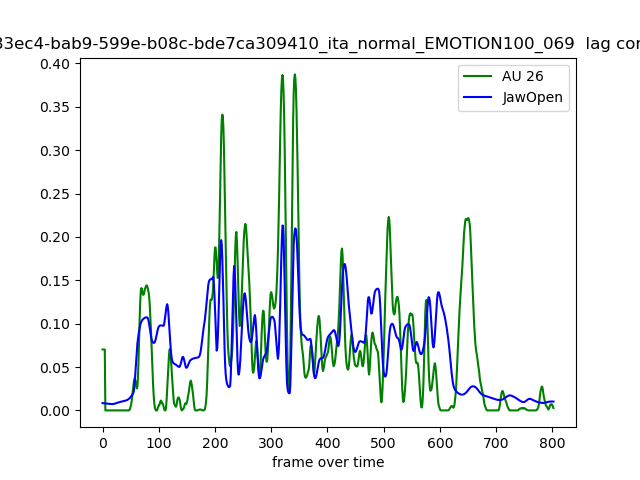 33ec4-bab9-599e-b08c-bde7ca309410_ita_normal_EMOTION100_069 lag cor
AU 26
JawOpen
0.40
0.35
0.30
0.25
0.20
0.15
0.10
0.05
0.00
0 100 200 300 400 500 600 700 800
frame over time